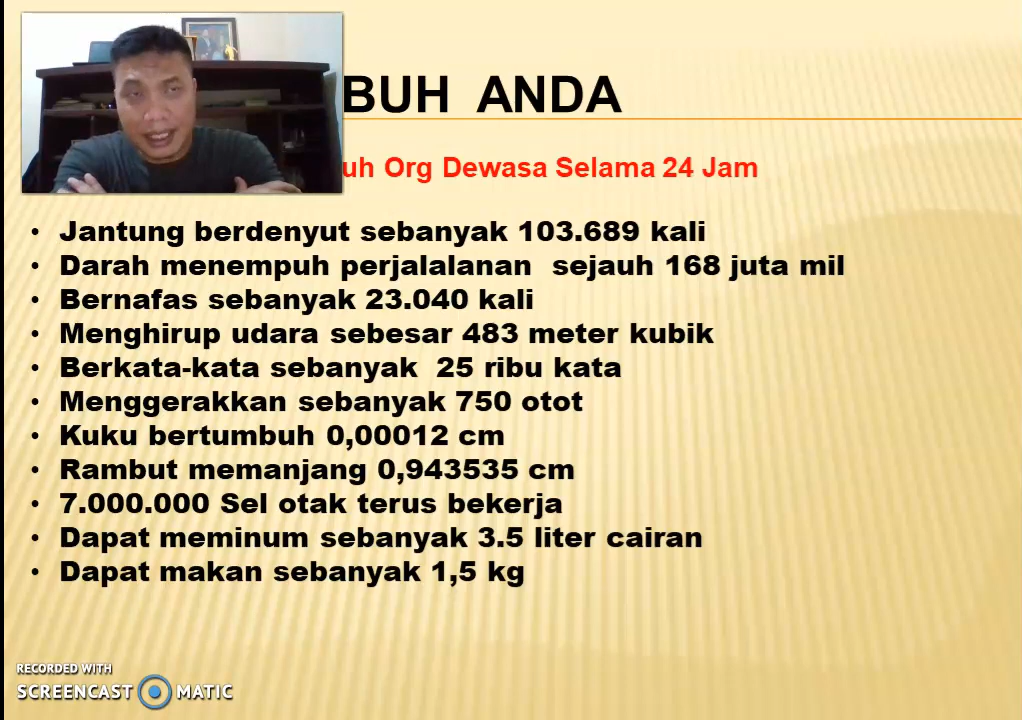 BUH ANDA
uh Org Dewasa Selama 24 Jam
• Jantung berdenyut sebanyak 103.689 kali
• Darah menempuh perjalalanan sejauh 168 juta mil
• Bernafas sebanyak 23.040 kali
• Menghirup udara sebesar 483 meter kubik
• Berkata-kata sebanyak 25 ribu kata
• Menggerakkan sebanyak 750 otot
• Kuku bertumbuh 0,00012 cm
• Rambut memanjang 0,943535 cm
• 7.000.000 Sel otak terus bekerja
• Dapat meminum sebanyak 3.5 liter cairan
• Dapat makan sebanyak 1,5 kg
RECORDED WITH
SCREENCAST MATIC